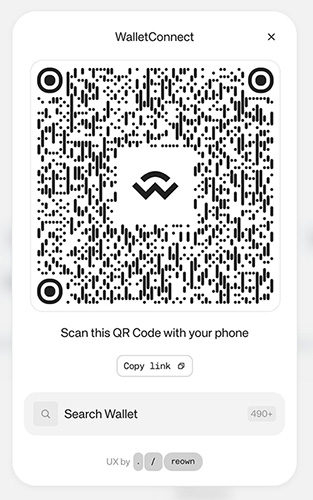 WalletConnect
Scan this QR Code with your phone
Copy link
Search Wallet
490+
UX by . / reown